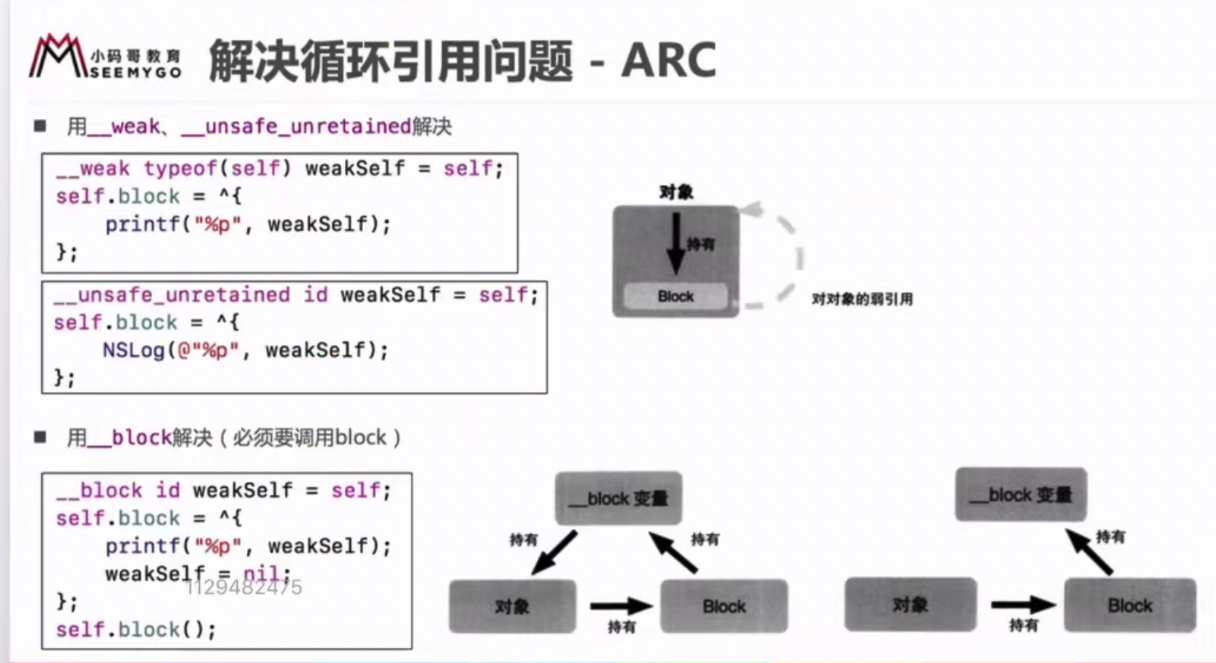 小码哥教育
SEEMYGO
解决循环引用问题 - ARC
■ 用__weak、__unsafe_unretained解决
__weak typeof(self) weakSelf = self;
self.block = ^{
    printf("%p", weakSelf);
};
__unsafe_unretained id weakSelf = self;
self.block = ^{
    NSLog(@"%p", weakSelf);
};
对象
持有
Block
对对象的弱引用
■ 用__block解决（必须要调用block）
__block id weakSelf = self;
self.block = ^{
    printf("%p", weakSelf);
    weakSelf = nil;
};
self.block();
1129482475
__block 变量
持有
持有
对象
持有
Block
__block 变量
持有
对象
持有
Block